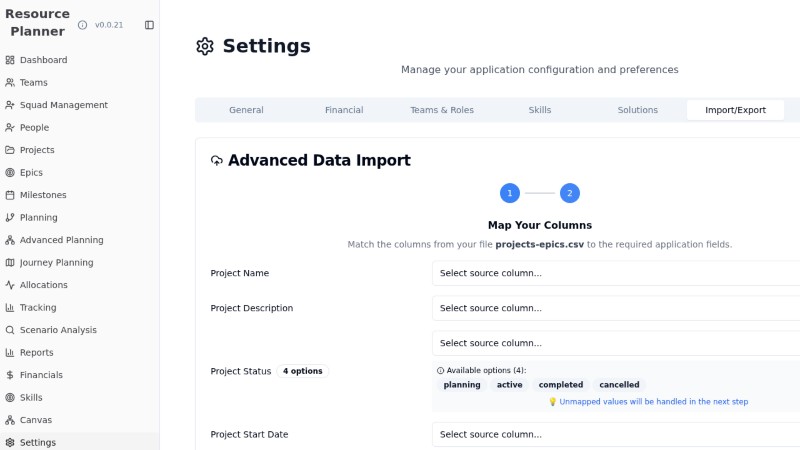 Resource
Planner
v0.0.21
Dashboard
Teams
Squad Management
People
Projects
Epics
Milestones
Planning
Advanced Planning
Journey Planning
Allocations
Tracking
Scenario Analysis
Reports
Financials
Skills
Canvas
Settings
Settings
Manage your application configuration and preferences
General
Financial
Teams & Roles
Skills
Solutions
Import/Export
Advanced Data Import
1
2
Map Your Columns
Match the columns from your file projects-epics.csv to the required application fields.
Project Name
Select source column...
Project Description
Select source column...
Select source column...
Project Status
4 options
Available options (4):
planning
active
completed
cancelled
💡 Unmapped values will be handled in the next step
Project Start Date
Select source column...